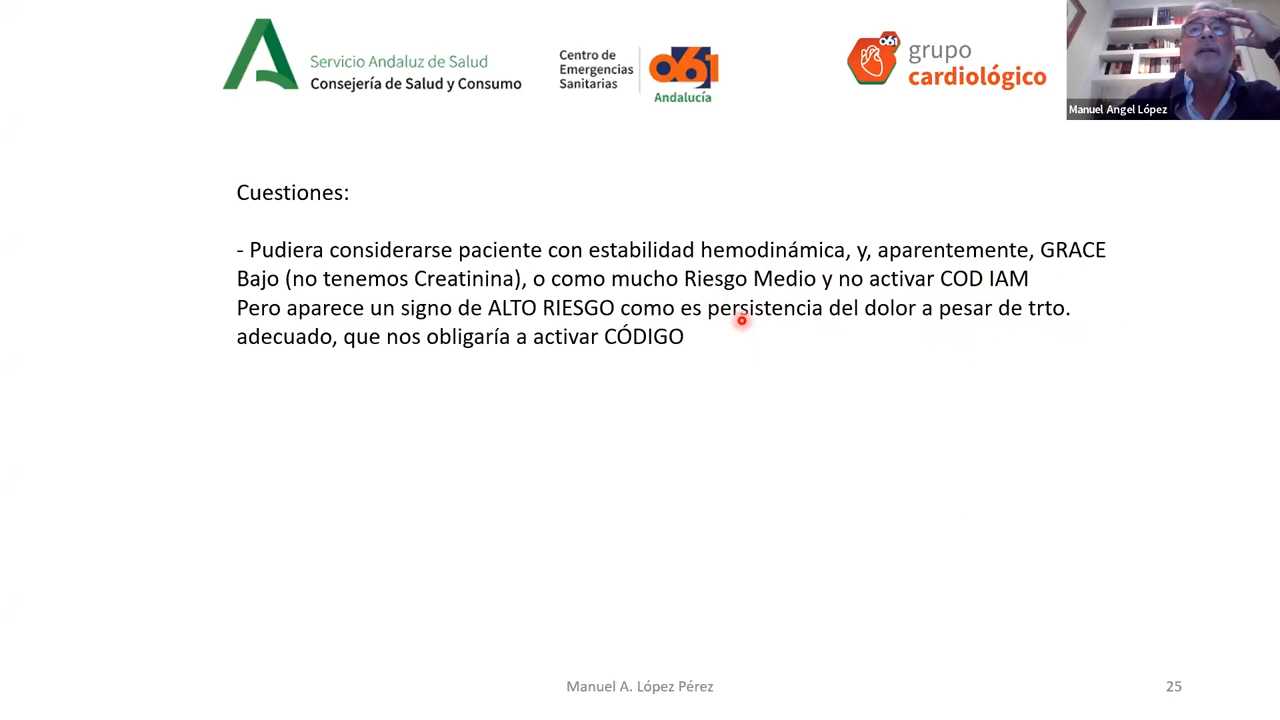 Servicio Andaluz de Salud
Consejería de Salud y Consumo
Centro de
Emergencias
Sanitarias
061
Andalucía
061
grupo
cardiológico
Manuel Angel López
Cuestiones:
- Pudiera considerarse paciente con estabilidad hemodinámica, y, aparentemente, GRACE
Bajo (no tenemos Creatinina), o como mucho Riesgo Medio y no activar COD IAM
Pero aparece un signo de ALTO RIESGO como es persistencia del dolor a pesar de trto.
adecuado, que nos obligaría a activar CÓDIGO
Manuel A. López Pérez
25